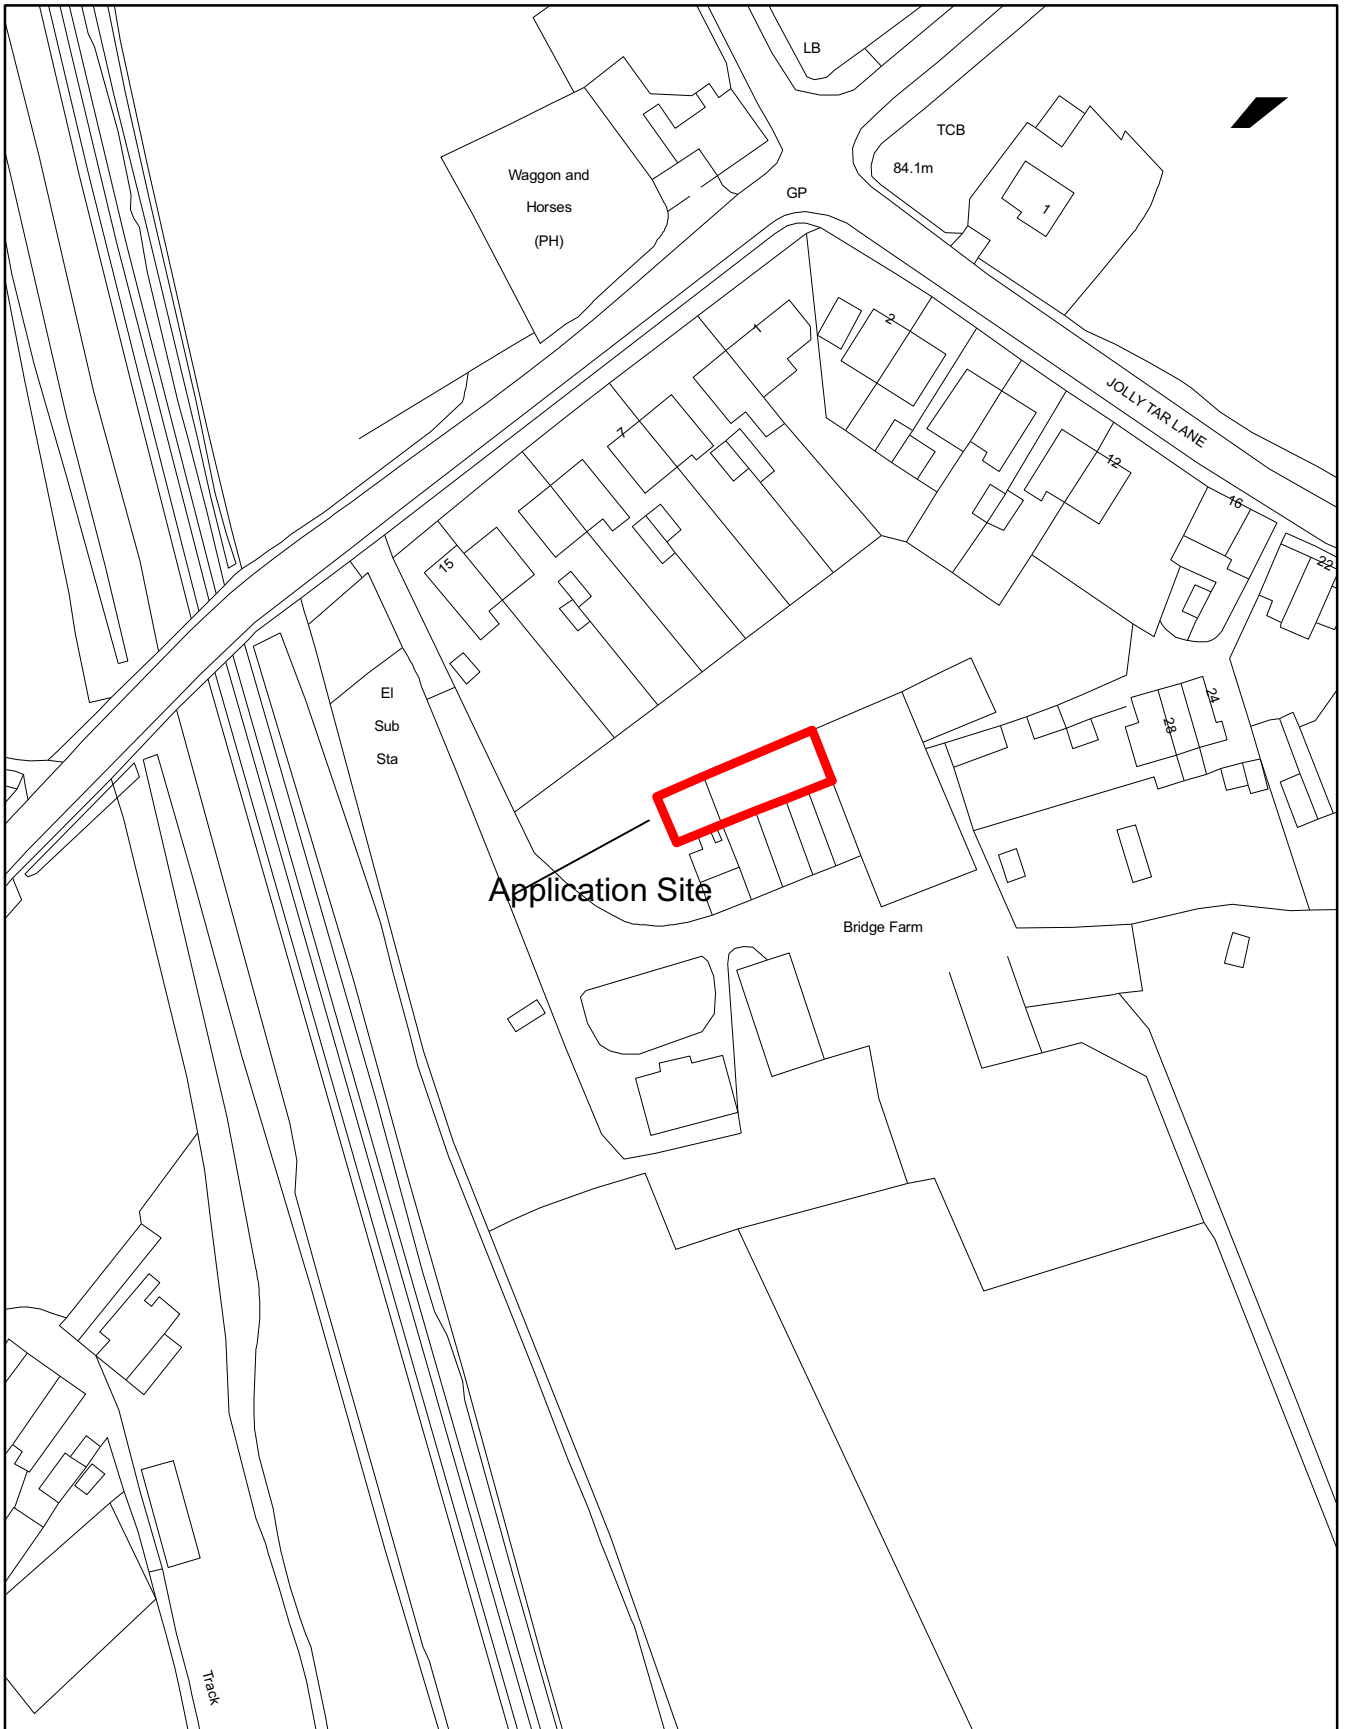 LB
TCB
84.1m
Waggon and
Horses
(PH)
GP
1
1
2
7
JOLLY TAR LANE
12
16
15
22
El
Sub
Sta
24
28
Application Site
Bridge Farm
Track